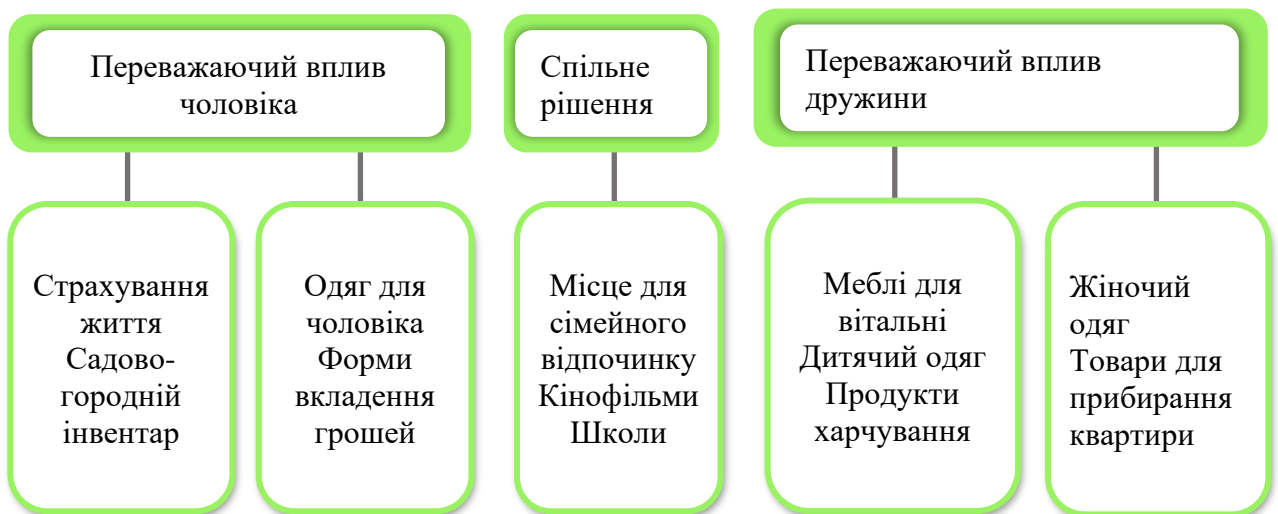 Переважаючий вплив
чоловіка
Спільне
рішення
Переважаючий вплив
дружини
Страхування
життя
Садово-
городній
інвентар
Одяг для
чоловіка
Форми
вкладення
грошей
Місце для
сімейного
відпочинку
Кінофільми
Школи
Меблі для
вітальні
Дитячий одяг
Продукти
харчування
Жіночий
одяг
Товари для
прибирання
квартири